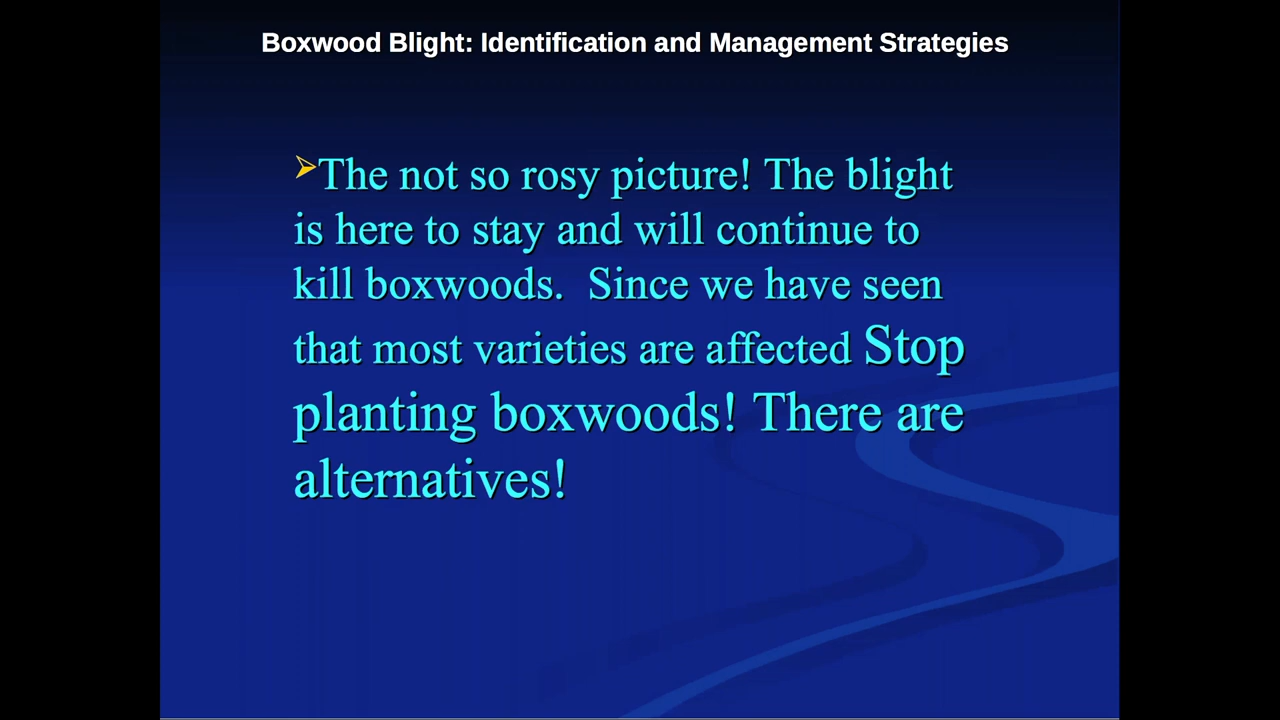 Boxwood Blight: Identification and Management Strategies
The not so rosy picture! The blight
is here to stay and will continue to
kill boxwoods.  Since we have seen
that most varieties are affected Stop
planting boxwoods! There are
alternatives!